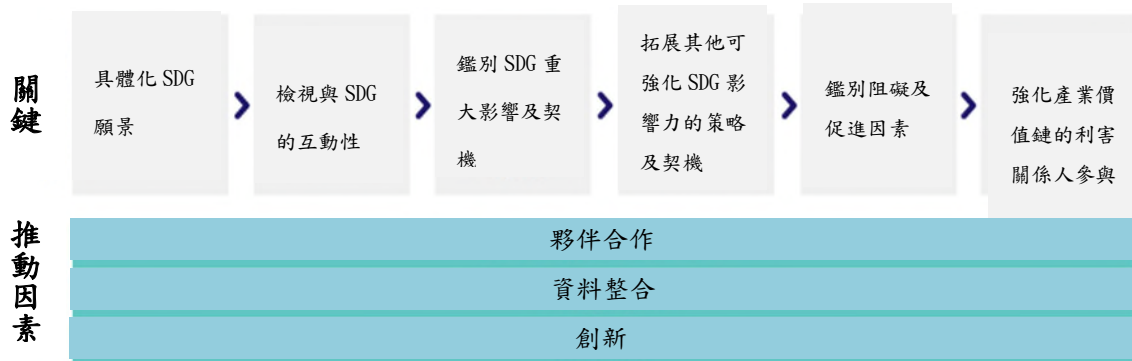 關
鍵
具體化 SDG
願景
檢視與 SDG
的互動性
鑑別 SDG 重
大影響及契
機
拓展其他可
強化 SDG 影
響力的策略
及契機
鑑別阻礙及
促進因素
強化產業價
值鏈的利害
關係人參與
推
動
因
素
夥伴合作
資料整合
創新